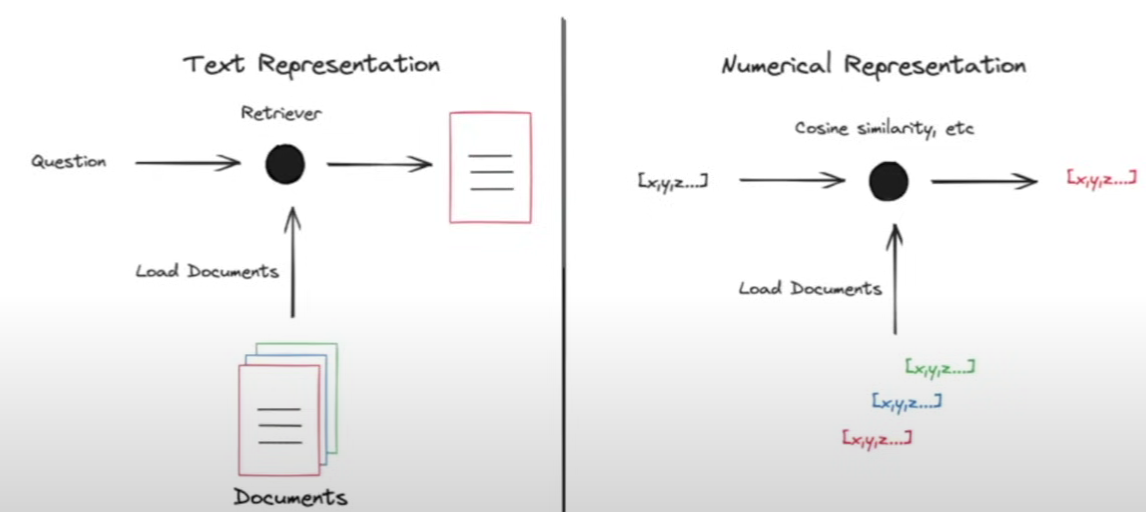 Text Representation
Retriever
Question
Load Documents
Documents
Numerical Representation
Cosine similarity, etc
[x,y,z...]
[x,y,z...]
Load Documents
[x,y,z...]
[x,y,z...]
[x,y,z...]